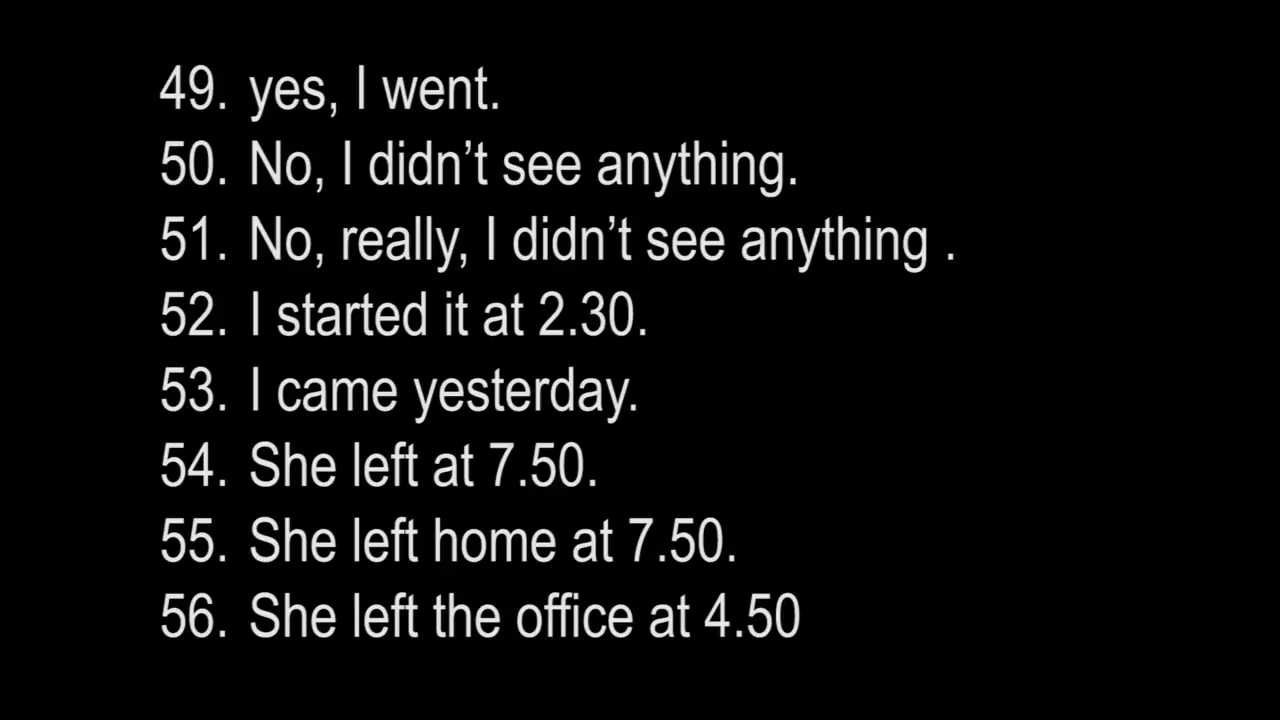 49. yes, I went.
50. No, I didn’t see anything.
51. No, really, I didn’t see anything .
52. I started it at 2.30.
53. I came yesterday.
54. She left at 7.50.
55. She left home at 7.50.
56. She left the office at 4.50